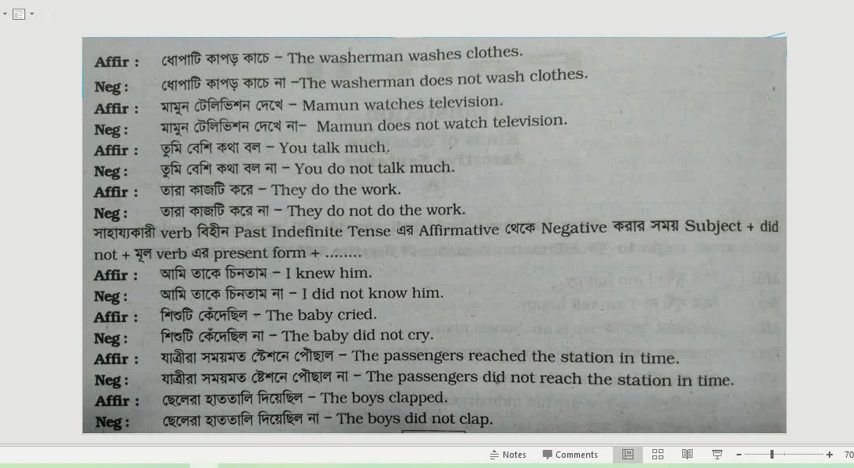 Affir : ধোপাটি কাপড় কাচে – The washerman washes clothes.
Neg : ধোপাটি কাপড় কাচে না –The washerman does not wash clothes.
Affir : মামুন টেলিভিশন দেখে – Mamun watches television.
Neg : মামুন টেলিভিশন দেখে না– Mamun does not watch television.
Affir : তুমি বেশি কথা বল – You talk much.
Neg : তুমি বেশি কথা বল না – You do not talk much.
Affir : তারা কাজটি করে – They do the work.
Neg : তারা কাজটি করে না – They do not do the work.
সাহায্যকারী verb বিহীন Past Indefinite Tense এর Affirmative থেকে Negative করার সময় Subject + did
not + মূল verb এর present form + ........
Affir : আমি তাকে চিনতাম – I knew him.
Neg : আমি তাকে চিনতাম না – I did not know him.
Affir : শিশুটি কেঁদেছিল – The baby cried.
Neg : শিশুটি কেঁদেছিল না – The baby did not cry.
Affir : যাত্রীরা সময়মত স্টেশনে পৌছাল – The passengers reached the station in time.
Neg : যাত্রীরা সময়মত ষ্টেশনে পৌছাল না – The passengers did not reach the station in time.
Affir : ছেলেরা হাততালি দিয়েছিল – The boys clapped.
Neg : ছেলেরা হাততালি দিয়েছিল না – The boys did not clap.
Notes Comments 70